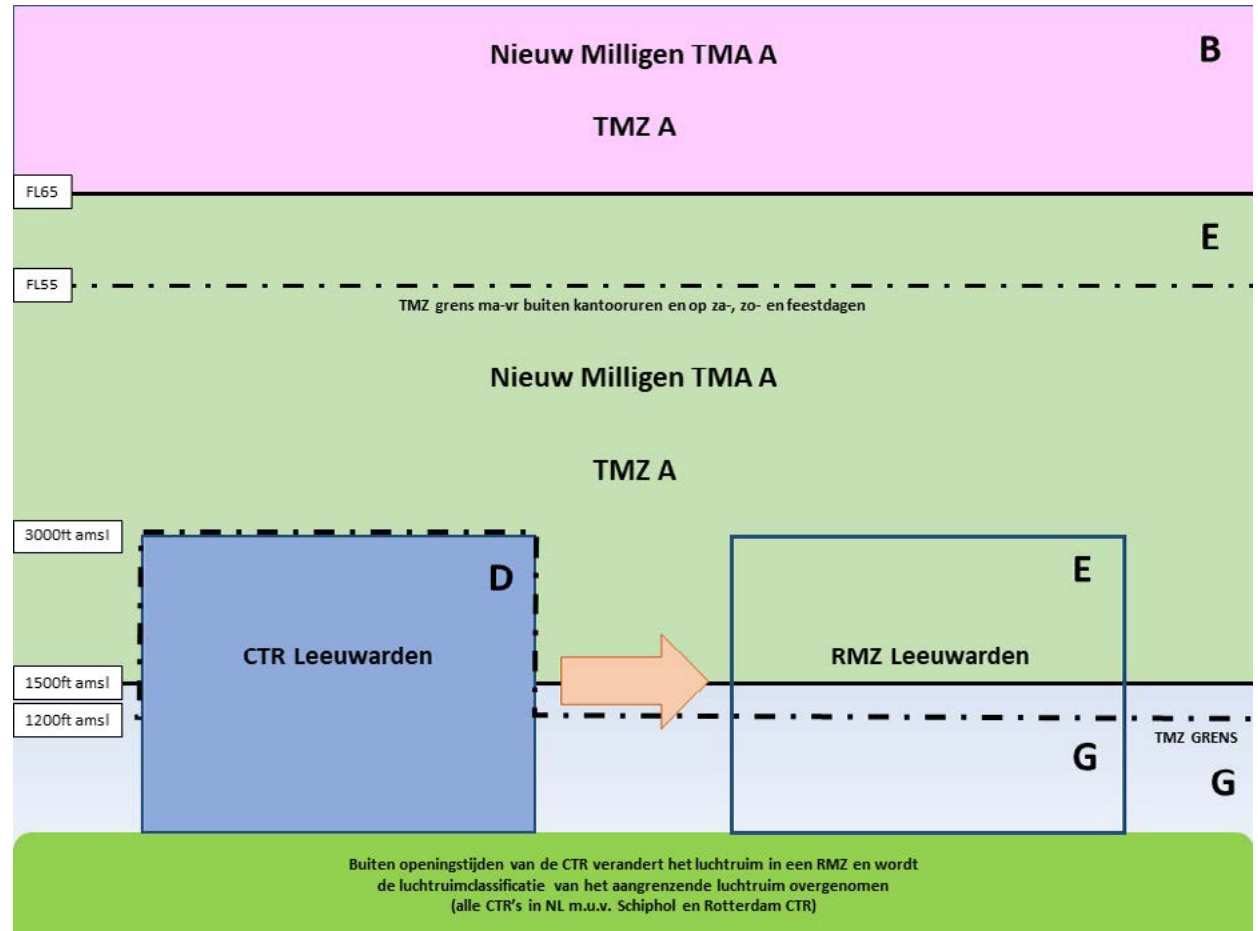 Nieuw Milligen TMA A
B
TMZ A
FL65
E
FL55
TMZ grens ma-vr buiten kantooruren en op za-, zo- en feestdagen
Nieuw Milligen TMA A
TMZ A
3000ft amsl
D
E
CTR Leeuwarden
RMZ Leeuwarden
1500ft amsl
1200ft amsl
TMZ GRENS
G
G
Buiten openingstijden van de CTR verandert het luchtruim in een RMZ en wordt
de luchtruimclassificatie van het aangrenzende luchtruim overgenomen
(alle CTR's in NL m.u.v. Schiphol en Rotterdam CTR)